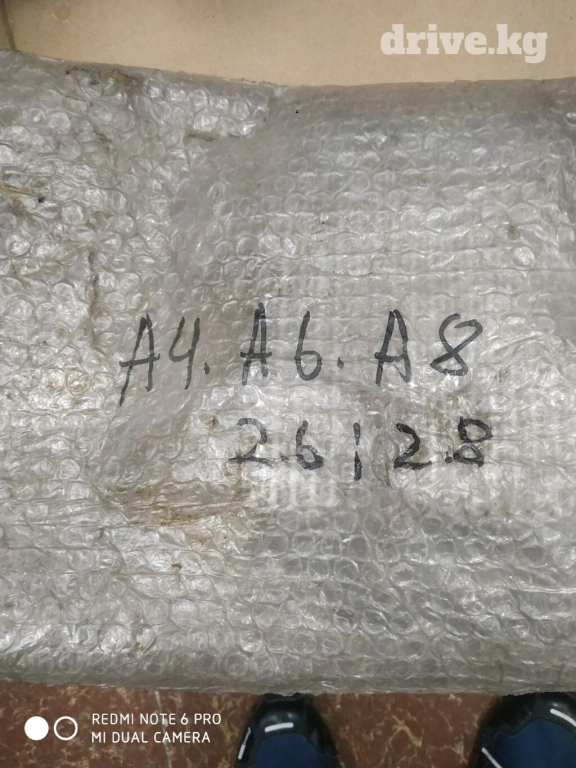 drive.kg
A4. A6. A8
2.6 ; 2.8
REDMI NOTE 6 PRO
MI DUAL CAMERA